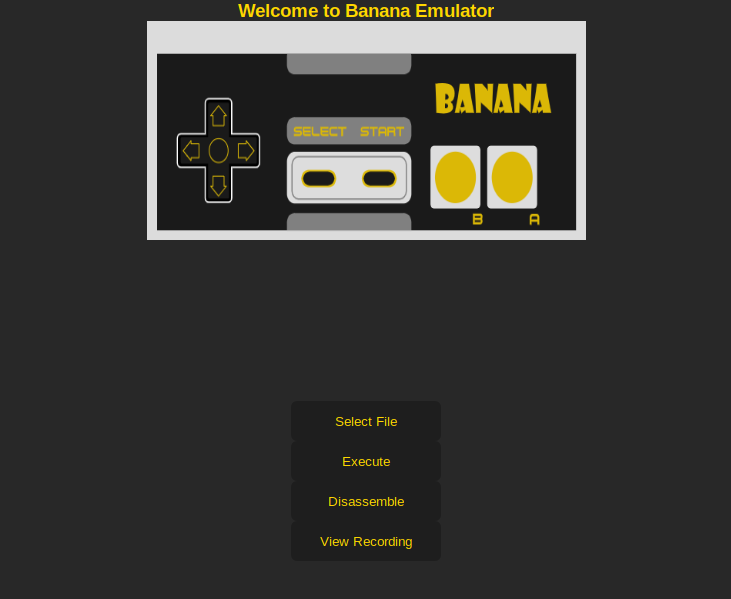 Welcome to Banana Emulator
BANANA
SELECT START
B A
Select File
Execute
Disassemble
View Recording